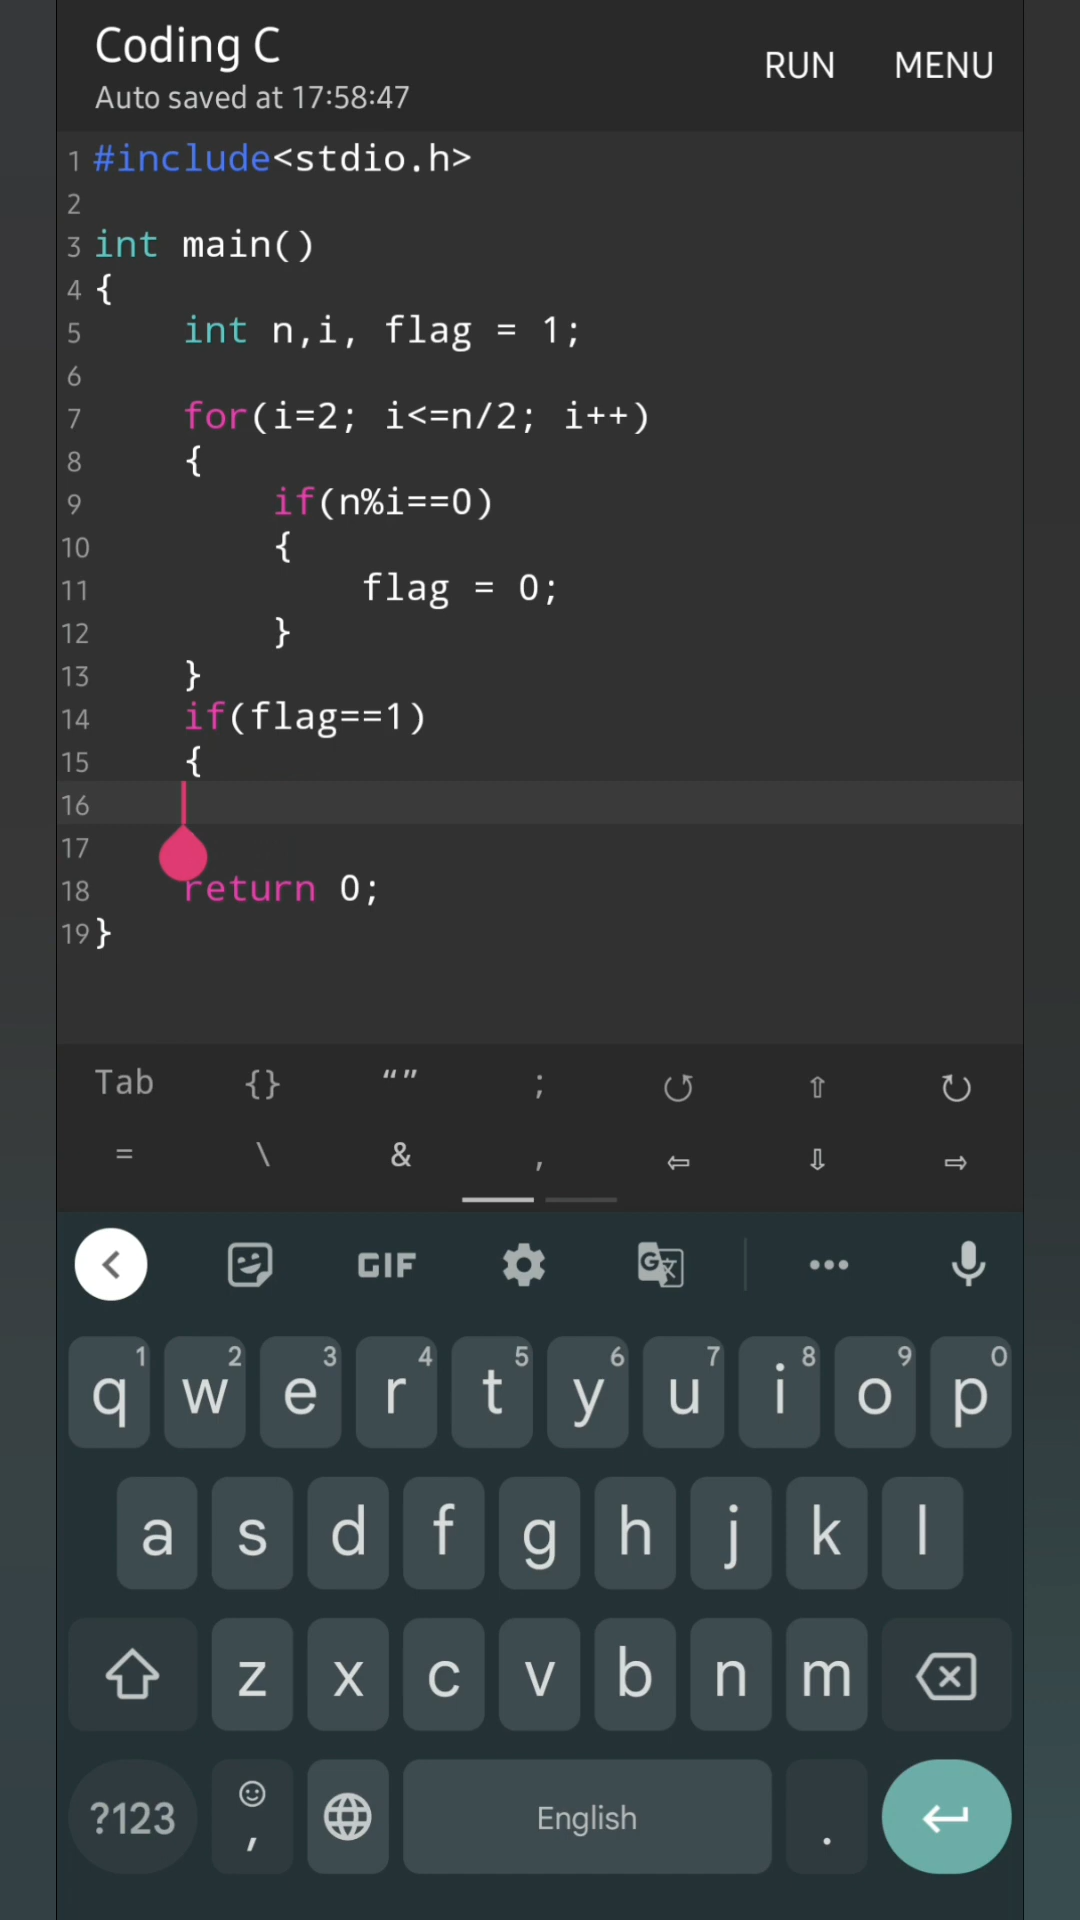 Coding C
RUN MENU
Auto saved at 17:58:47
1 #include<stdio.h>
2
3 int main()
4 {
5     int n,i, flag = 1;
6
7     for(i=2; i<=n/2; i++)
8     {
9         if(n%i==0)
10         {
11             flag = 0;
12         }
13     }
14     if(flag==1)
15     {
16
17
18     return 0;
19 }
Tab {} “” ; ↺ ⇧ ↻
= \ & , ⇦ ⇩ ⇨
GIF G文 •••
1 2 3 4 5 6 7 8 9 0
q w e r t y u i o p
a s d f g h j k l
z x c v b n m
?123 , English .